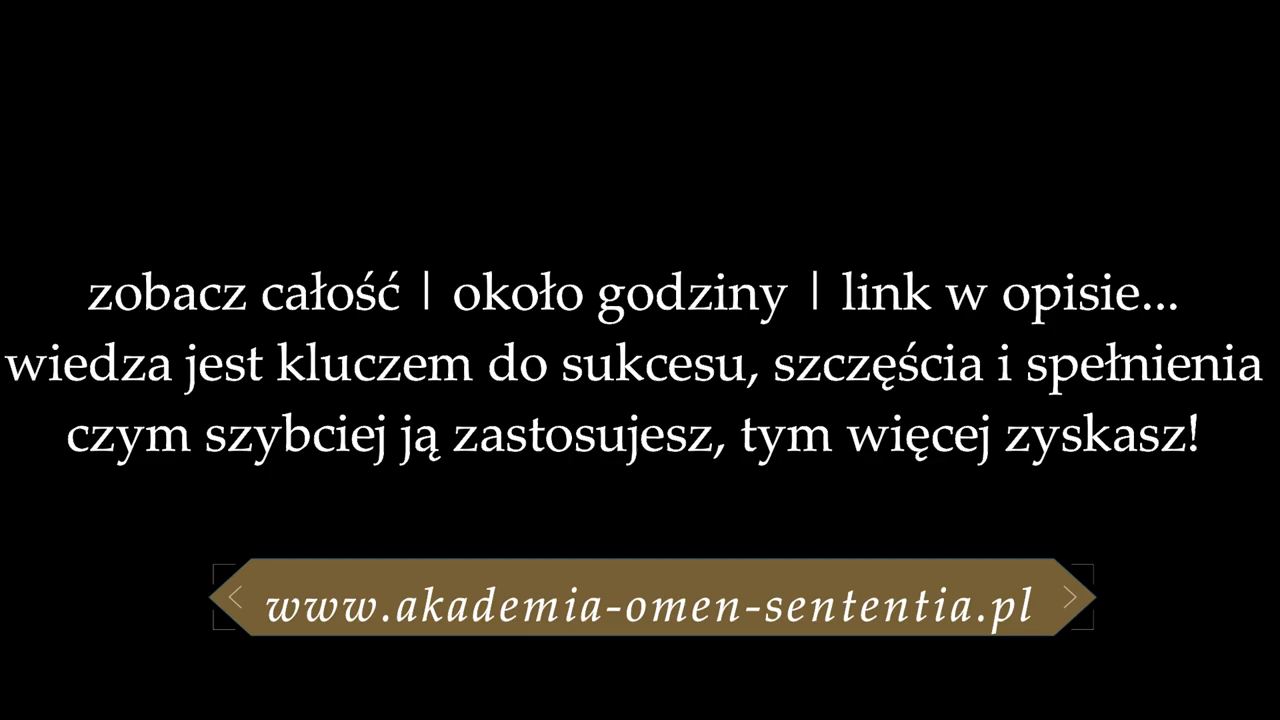 zobacz całość | około godziny | link w opisie...
wiedza jest kluczem do sukcesu, szczęścia i spełnienia
czym szybciej ją zastosujesz, tym więcej zyskasz!
www.akademia-omen-sententia.pl